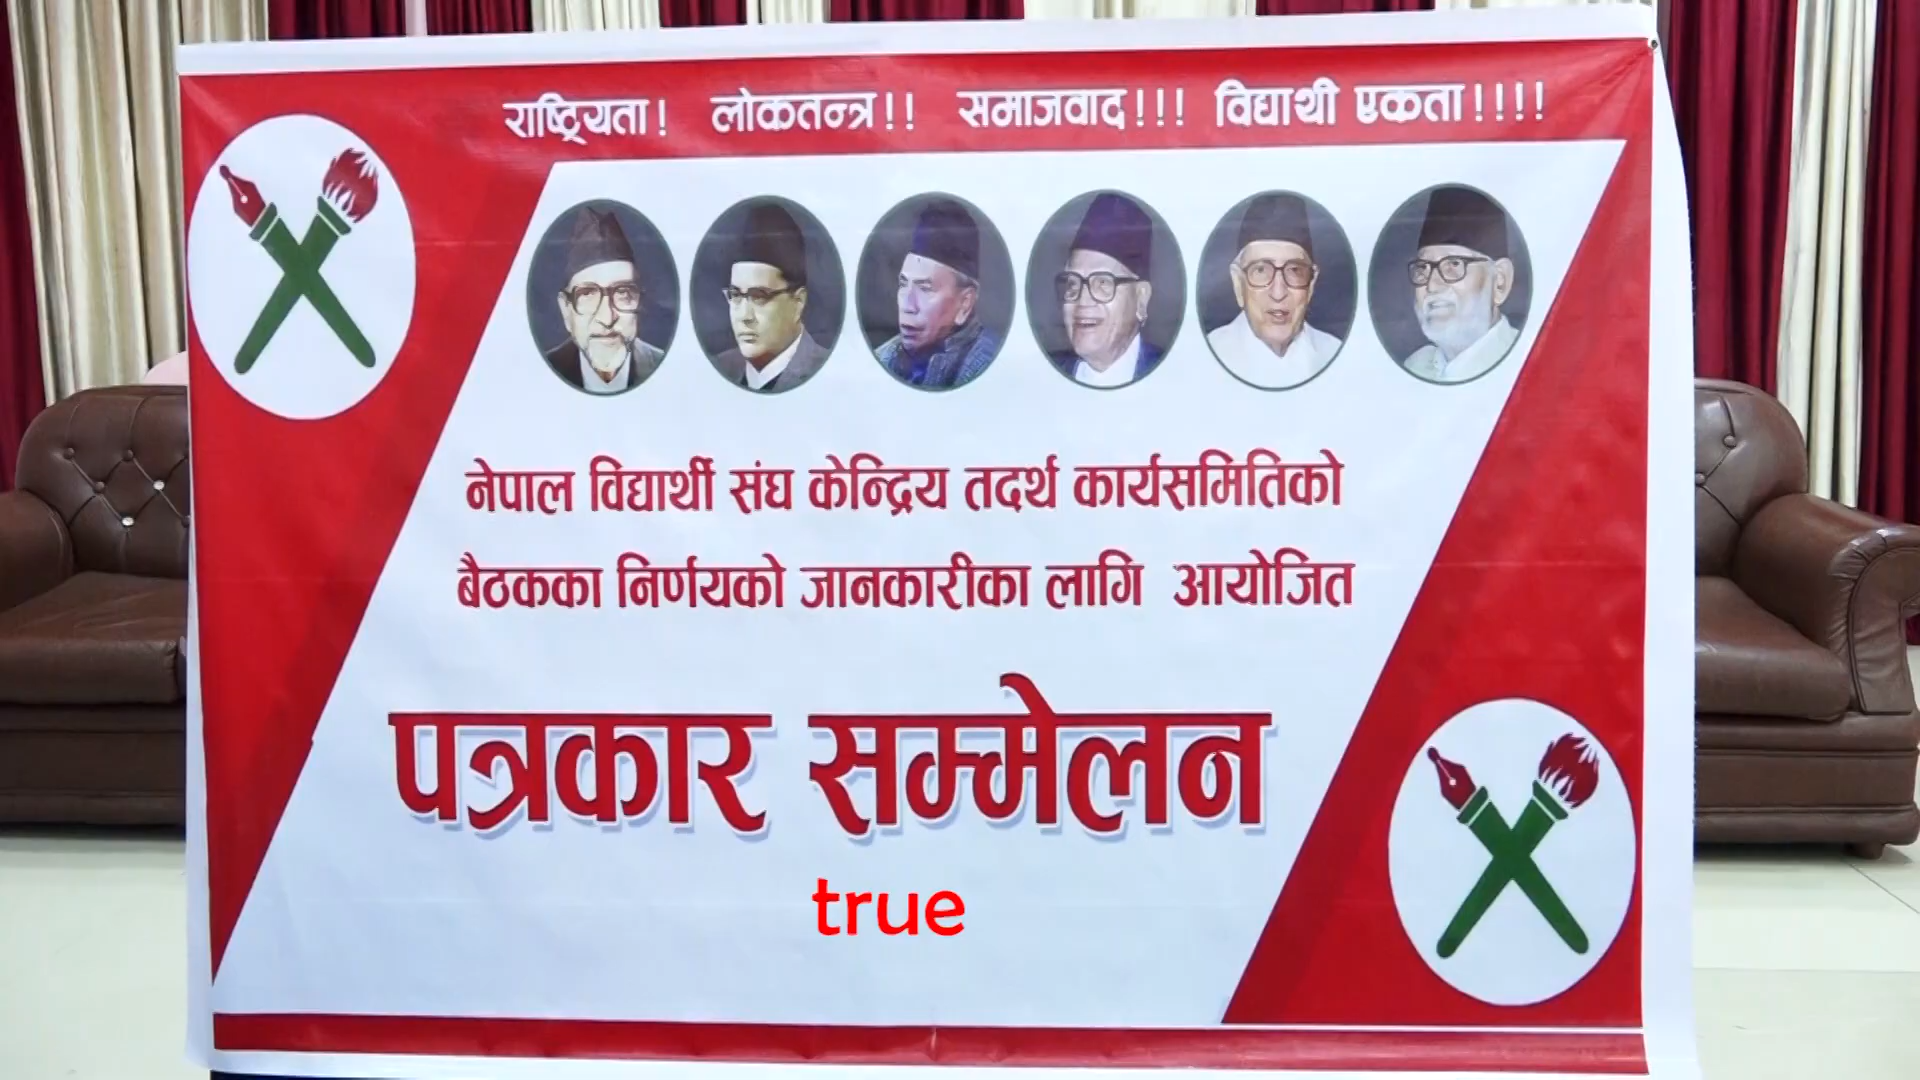 राष्ट्रियता! लोकतन्त्र!! समाजवाद!!! विद्यार्थी एकता!!!!
नेपाल विद्यार्थी संघ केन्द्रिय तदर्थ कार्यसमितिको
बैठकका निर्णयको जानकारीका लागि आयोजित
पत्रकार सम्मेलन
true